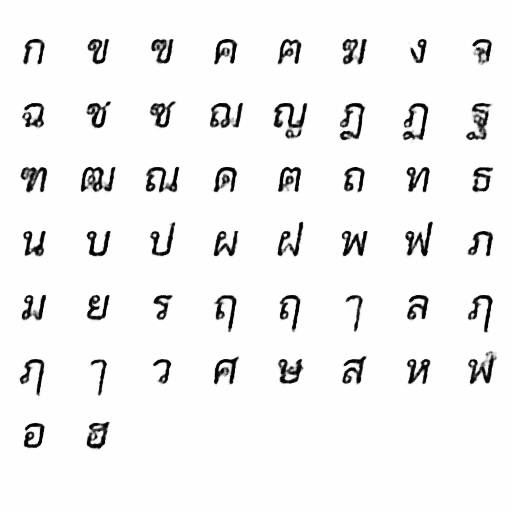 ก ข ฃ ค ฅ ฆ ง จ
ฉ ช ซ ฌ ญ ฎ ฏ ฐ
ฑ ฒ ณ ด ต ถ ท ธ
น บ ป ผ ฝ พ ฟ ภ
ม ย ร ฤ ฤ ๅ ล ฦ
ฦ ๅ ว ศ ษ ส ห ฬ
อ ฮ